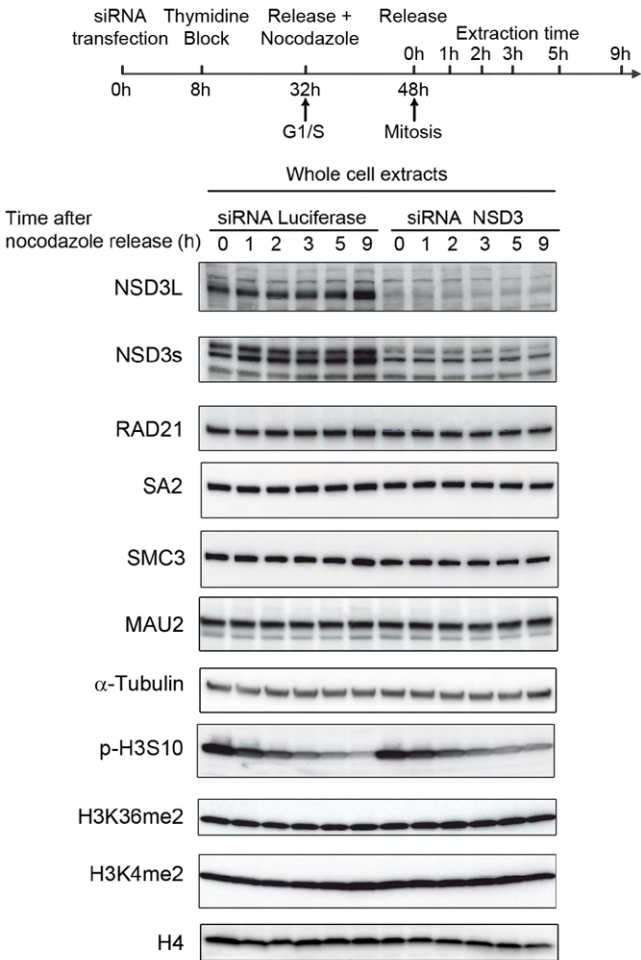 siRNA Thymidine Release + Release
transfection Block Nocodazole Extraction time
0h 1h 2h 3h 5h 9h
0h 8h 32h 48h
G1/S Mitosis
Whole cell extracts
Time after siRNA Luciferase siRNA NSD3
nocodazole release (h) 0 1 2 3 5 9 0 1 2 3 5 9
NSD3L
NSD3s
RAD21
SA2
SMC3
MAU2
α-Tubulin
p-H3S10
H3K36me2
H3K4me2
H4